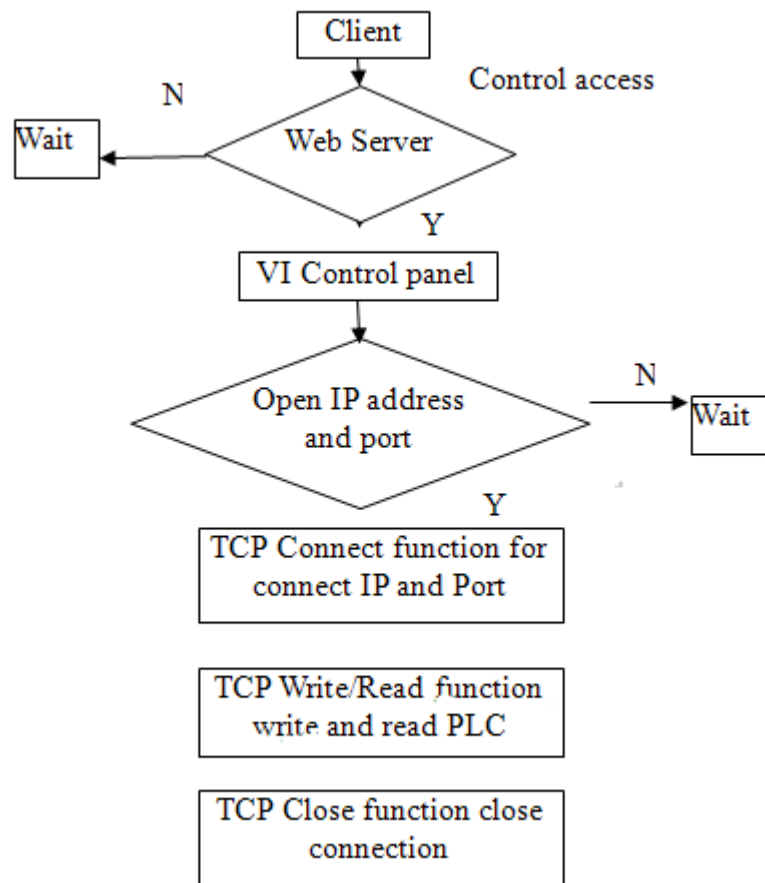 Client
Control access
N
Wait
Web Server
Y
VI Control panel
Open IP address
and port
N
Wait
Y
TCP Connect function for
connect IP and Port
TCP Write/Read function
write and read PLC
TCP Close function close
connection